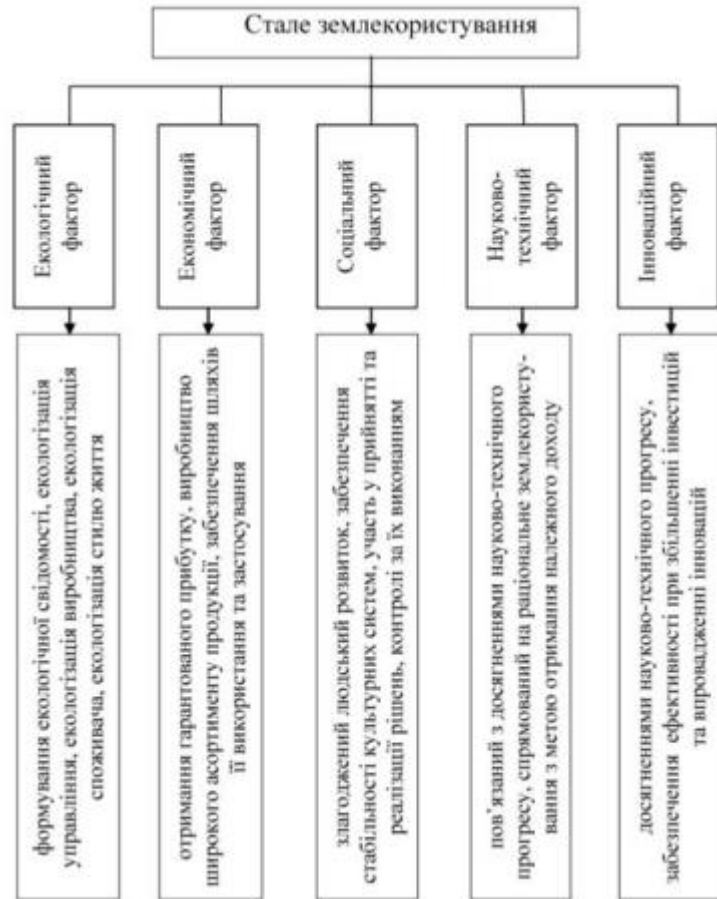 Стале землекористування
Екологічний
фактор
Економічний
фактор
Соціальний
фактор
Науково-
технічний
фактор
Інноваційний
фактор
формування екологічної свідомості, екологізація
управління, екологізація виробництва, екологізація
споживача, екологізація стилю життя
отримання гарантованого прибутку, виробництво
широкого асортименту продукції, забезпечення шляхів
її використання та застосування
злагоджений людський розвиток, забезпечення
стабільності культурних систем, участь у прийнятті та
реалізації рішень, контролі за їх виконанням
пов'язаний з досягненнями науково-технічного
прогресу, спрямований на раціональне землекористу-
вання з метою отримання належного доходу
досягненнями науково-технічного прогресу,
забезпечення ефективності при збільшенні інвестицій
та впровадженні інновацій